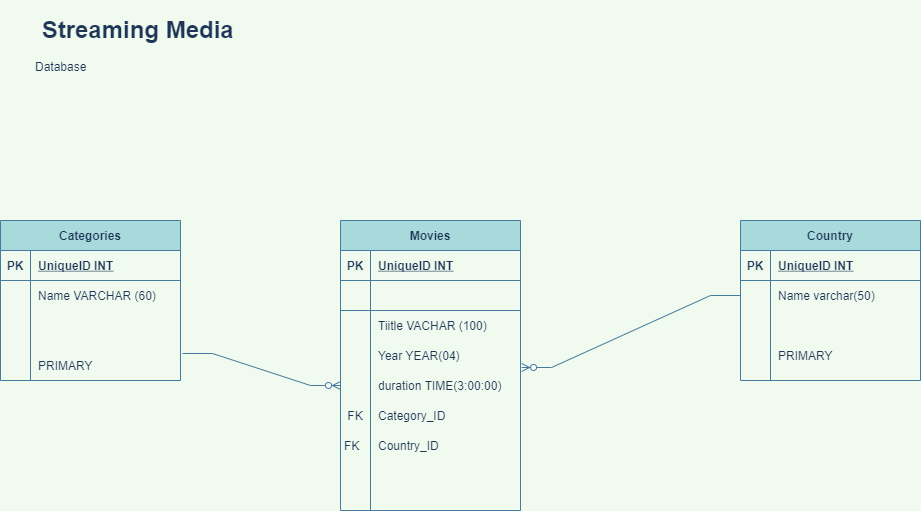 Streaming Media
Database
Categories
PK UniqueID INT
Name VARCHAR (60)
PRIMARY
Movies
PK UniqueID INT
Tiitle VACHAR (100)
Year YEAR(04)
duration TIME(3:00:00)
FK Category_ID
FK Country_ID
Country
PK UniqueID INT
Name varchar(50)
PRIMARY